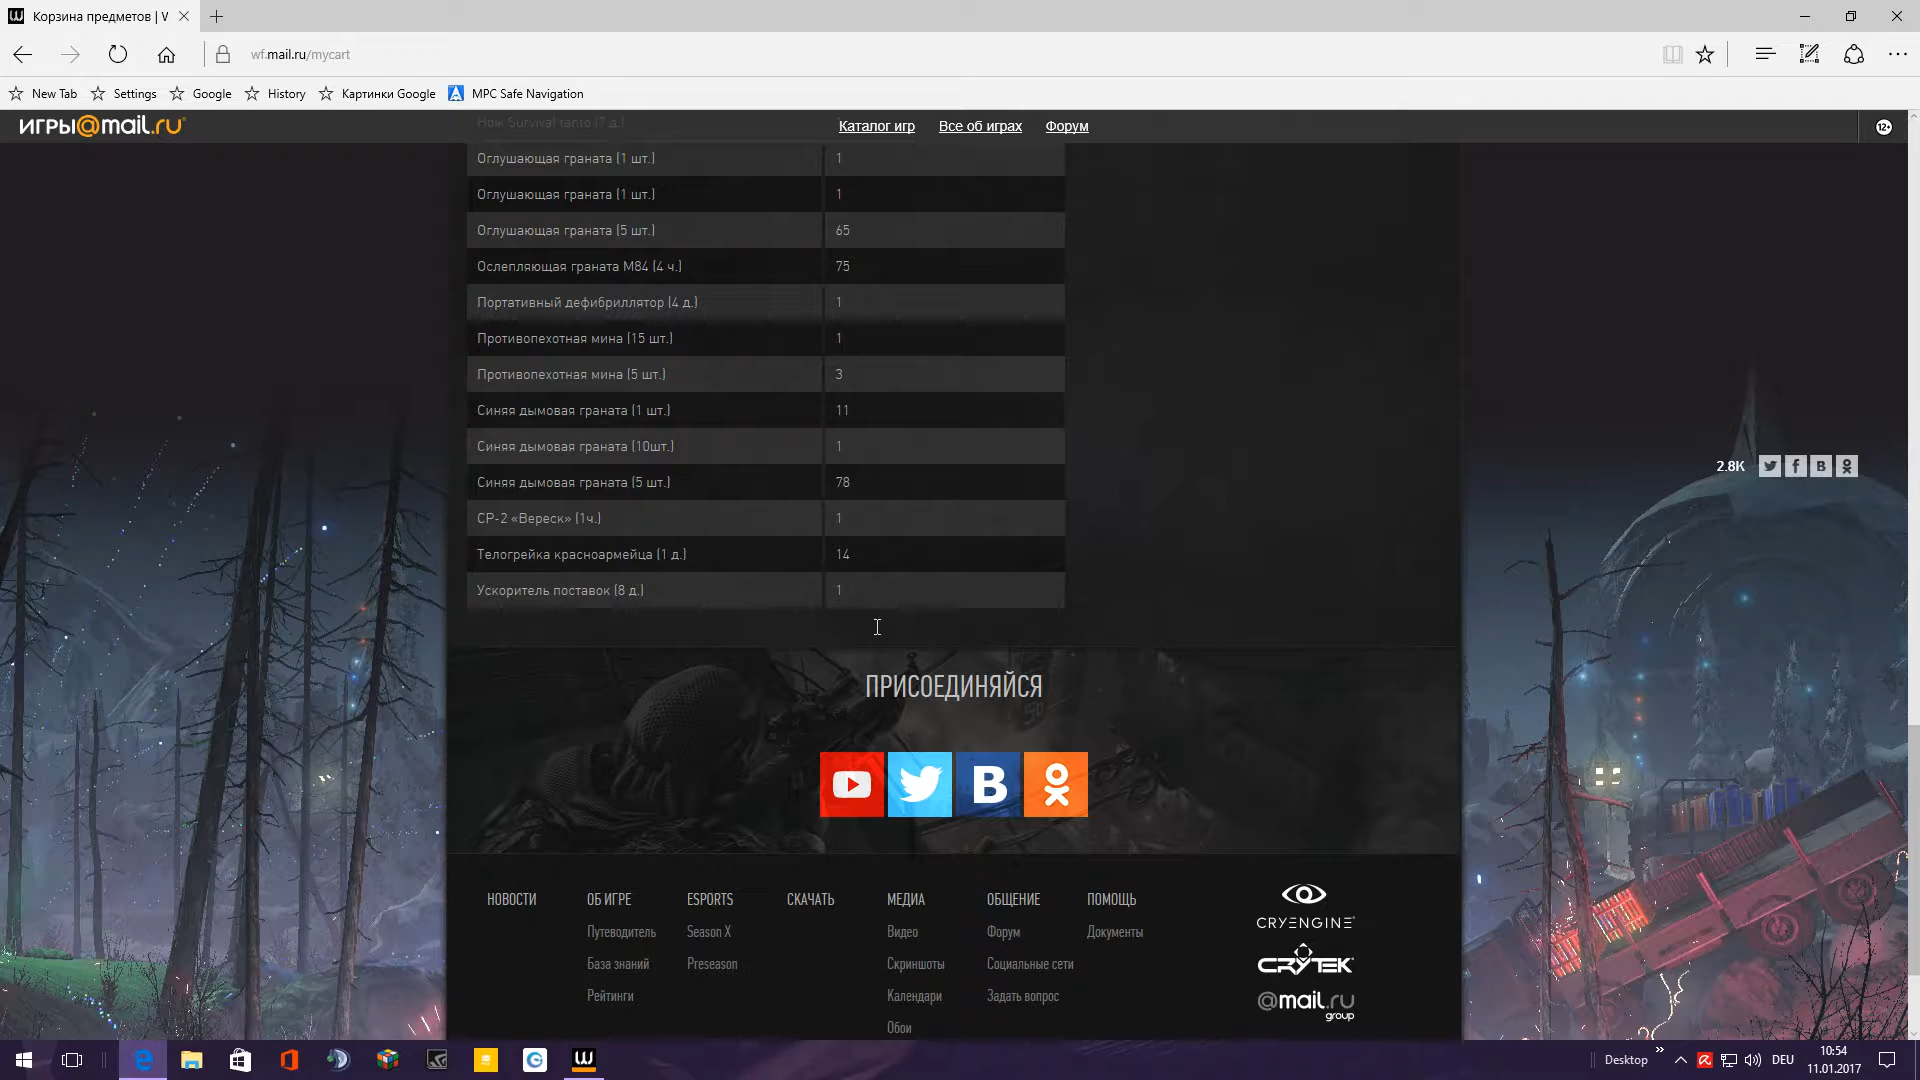 Корзина предметов | W
wf.mail.ru/mycart
New Tab
Settings
Google
History
Картинки Google
MPC Safe Navigation
ИГРЫ@mail.ru
Нож Survival tanto (7 д.)
Каталог игр
Все об играх
Форум
12+
Оглушающая граната (1 шт.) 1
Оглушающая граната (1 шт.) 1
Оглушающая граната (5 шт.) 65
Ослепляющая граната M84 (4 ч.) 75
Портативный дефибриллятор (4 д.) 1
Противопехотная мина (15 шт.) 1
Противопехотная мина (5 шт.) 3
Синяя дымовая граната (1 шт.) 11
Синяя дымовая граната (10шт.) 1
2.8K
Синяя дымовая граната (5 шт.) 78
СР-2 «Вереск» (1ч.) 1
Телогрейка красноармейца (1 д.) 14
Ускоритель поставок (8 д.) 1
ПРИСОЕДИНЯЙСЯ
НОВОСТИ
ОБ ИГРЕ
Путеводитель
База знаний
Рейтинги
ESPORTS
Season X
Preseason
СКАЧАТЬ
МЕДИА
Видео
Скриншоты
Календари
Обои
ОБЩЕНИЕ
Форум
Социальные сети
Задать вопрос
ПОМОЩЬ
Документы
CRYENGINE
CRYTEK
@mail.ru
group
Desktop
DEU
10:54
11.01.2017